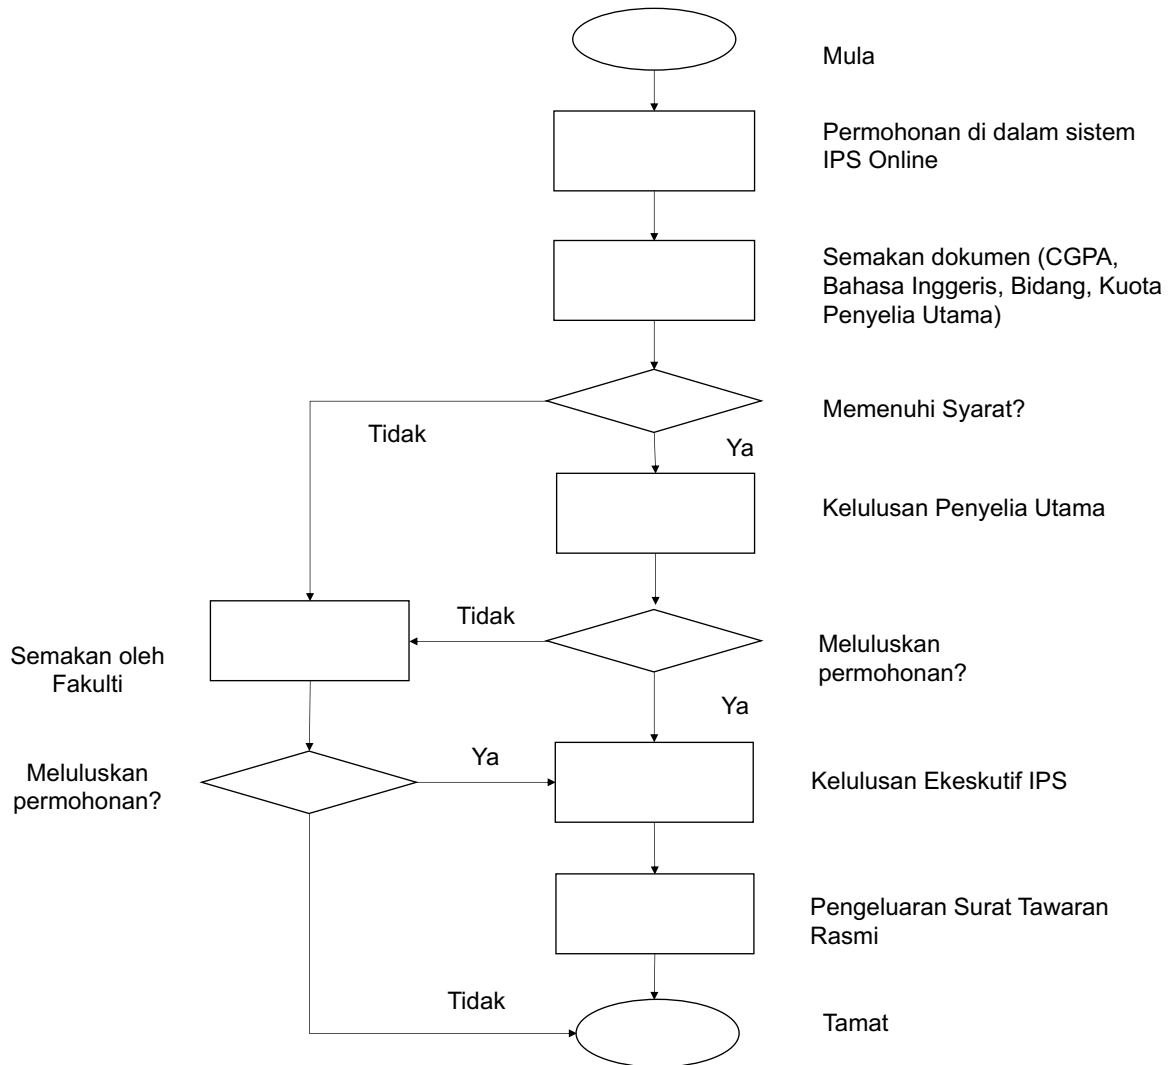 Mula
Permohonan di dalam sistem
IPS Online
Semakan dokumen (CGPA,
Bahasa Inggeris, Bidang, Kuota
Penyelia Utama)
Memenuhi Syarat?
Tidak
Ya
Kelulusan Penyelia Utama
Tidak
Semakan oleh
Fakulti
Meluluskan
permohonan?
Ya
Meluluskan
permohonan?
Ya
Kelulusan Ekeskutif IPS
Pengeluaran Surat Tawaran
Rasmi
Tidak
Tamat